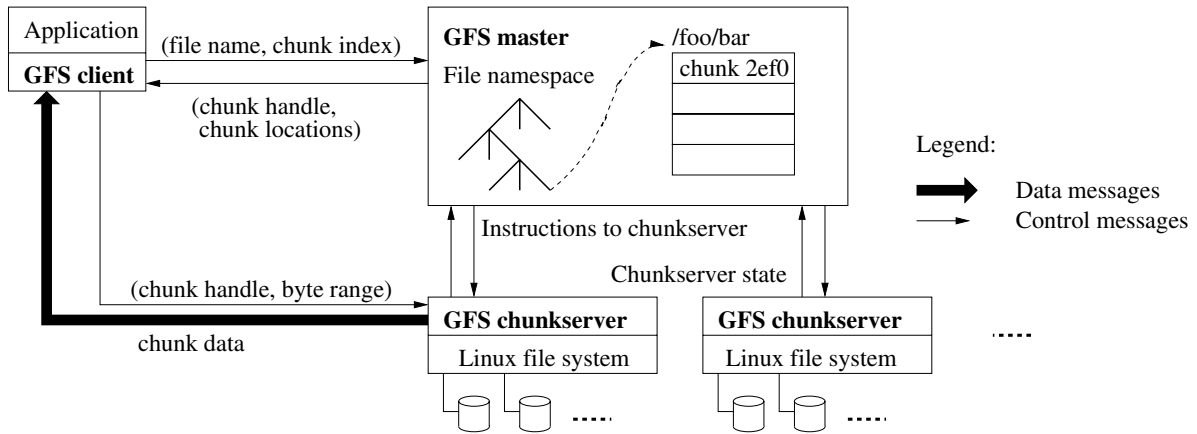 Application
GFS client
(file name, chunk index)
(chunk handle,
chunk locations)
GFS master
File namespace
/foo/bar
chunk 2ef0
Legend:
Data messages
Control messages
Instructions to chunkserver
Chunkserver state
(chunk handle, byte range)
chunk data
GFS chunkserver
Linux file system
GFS chunkserver
Linux file system